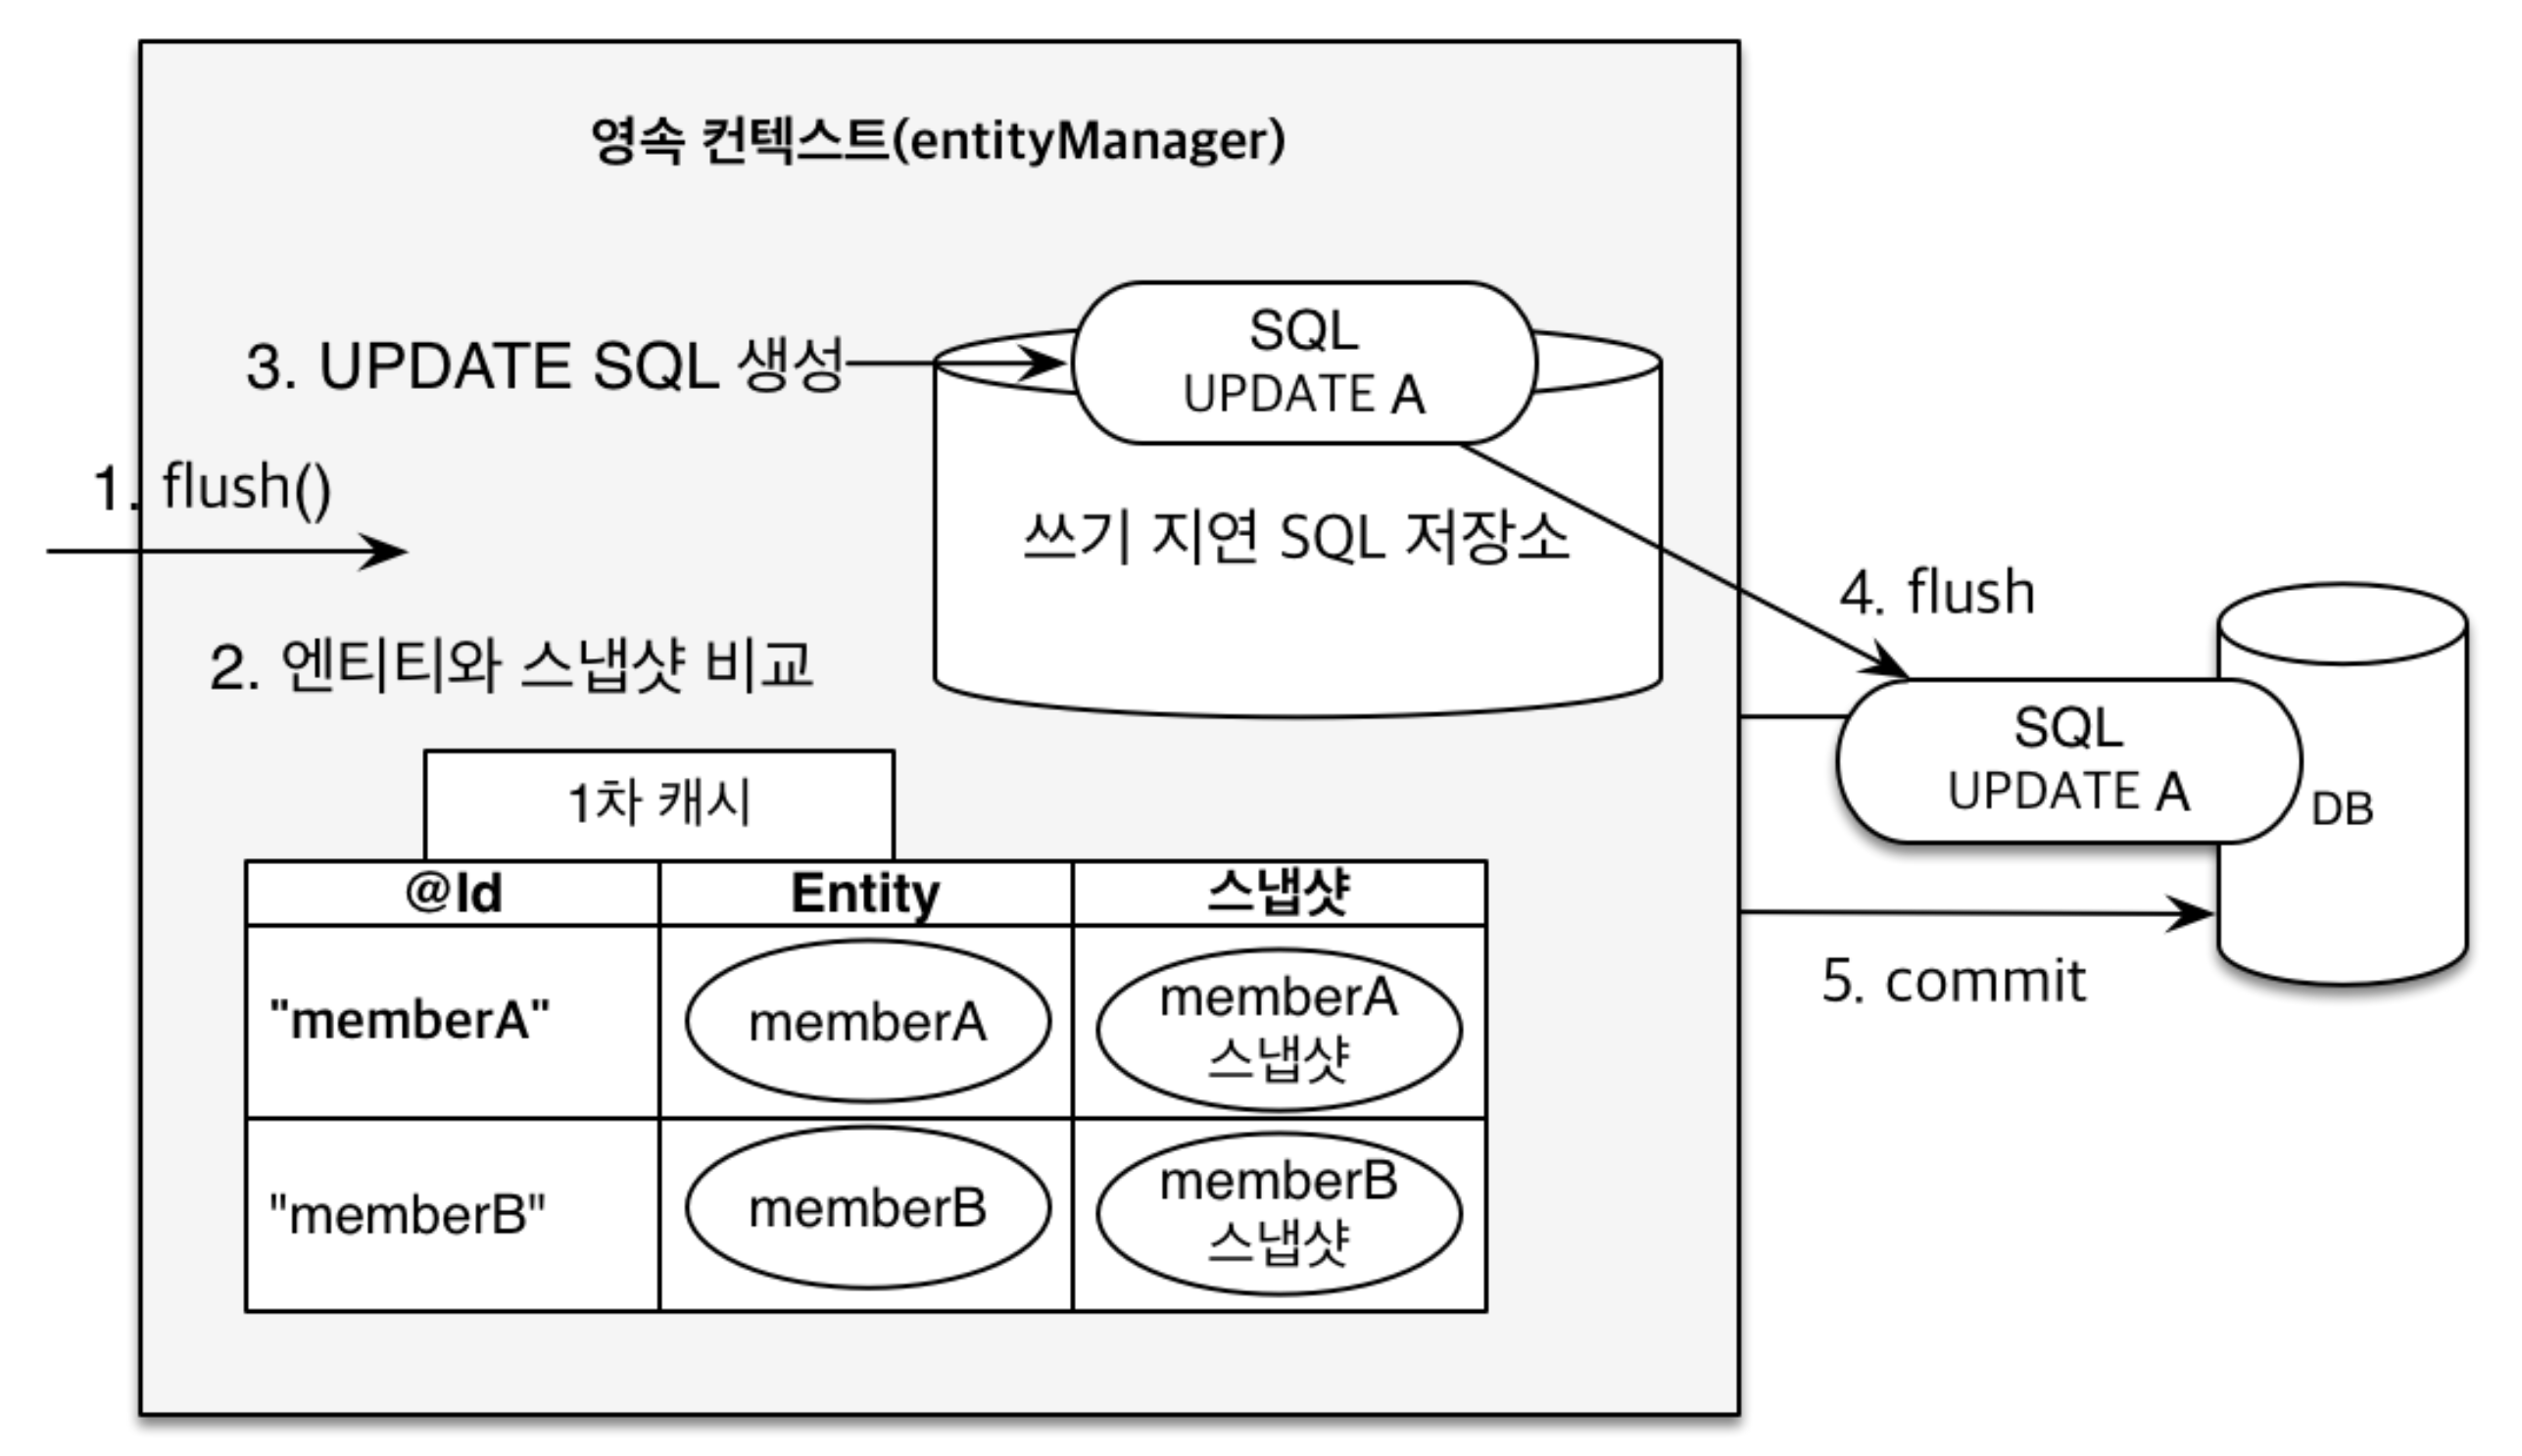 영속 컨텍스트(entityManager)
SQL
UPDATE A
3. UPDATE SQL 생성
1. flush()
쓰기 지연 SQL 저장소
4. flush
2. 엔티티와 스냅샷 비교
SQL
UPDATE A
DB
1차 캐시
@Id Entity 스냅샷
"memberA" memberA memberA
스냅샷
5. commit
"memberB" memberB memberB
스냅샷